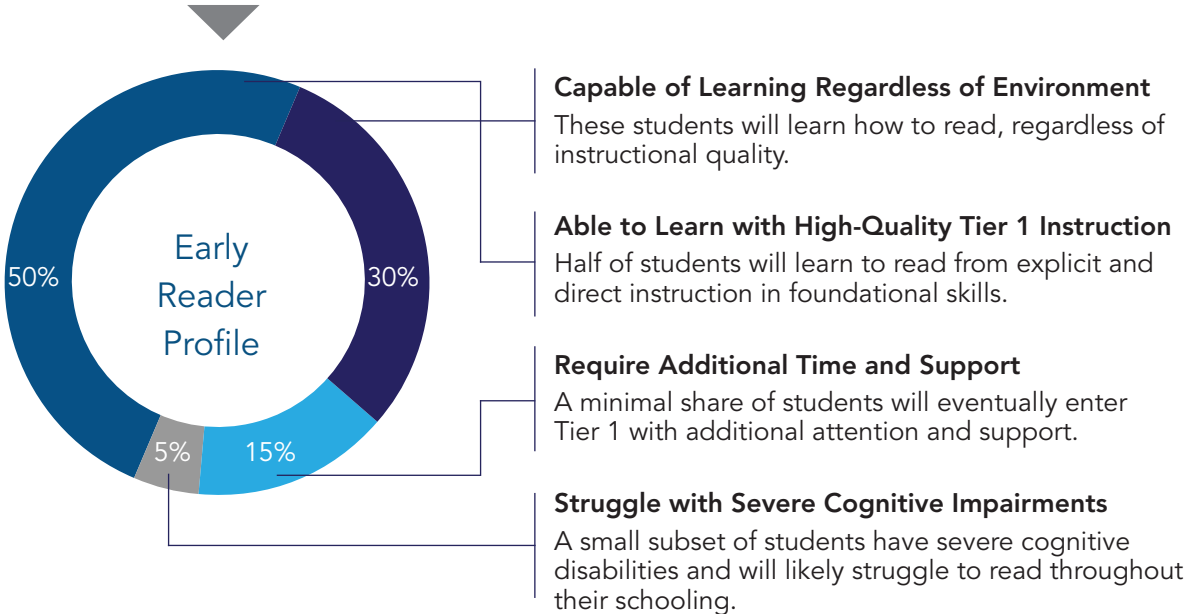 Early
Reader
Profile
50%
30%
15%
5%
Capable of Learning Regardless of Environment
These students will learn how to read, regardless of
instructional quality.
Able to Learn with High-Quality Tier 1 Instruction
Half of students will learn to read from explicit and
direct instruction in foundational skills.
Require Additional Time and Support
A minimal share of students will eventually enter
Tier 1 with additional attention and support.
Struggle with Severe Cognitive Impairments
A small subset of students have severe cognitive
disabilities and will likely struggle to read throughout
their schooling.